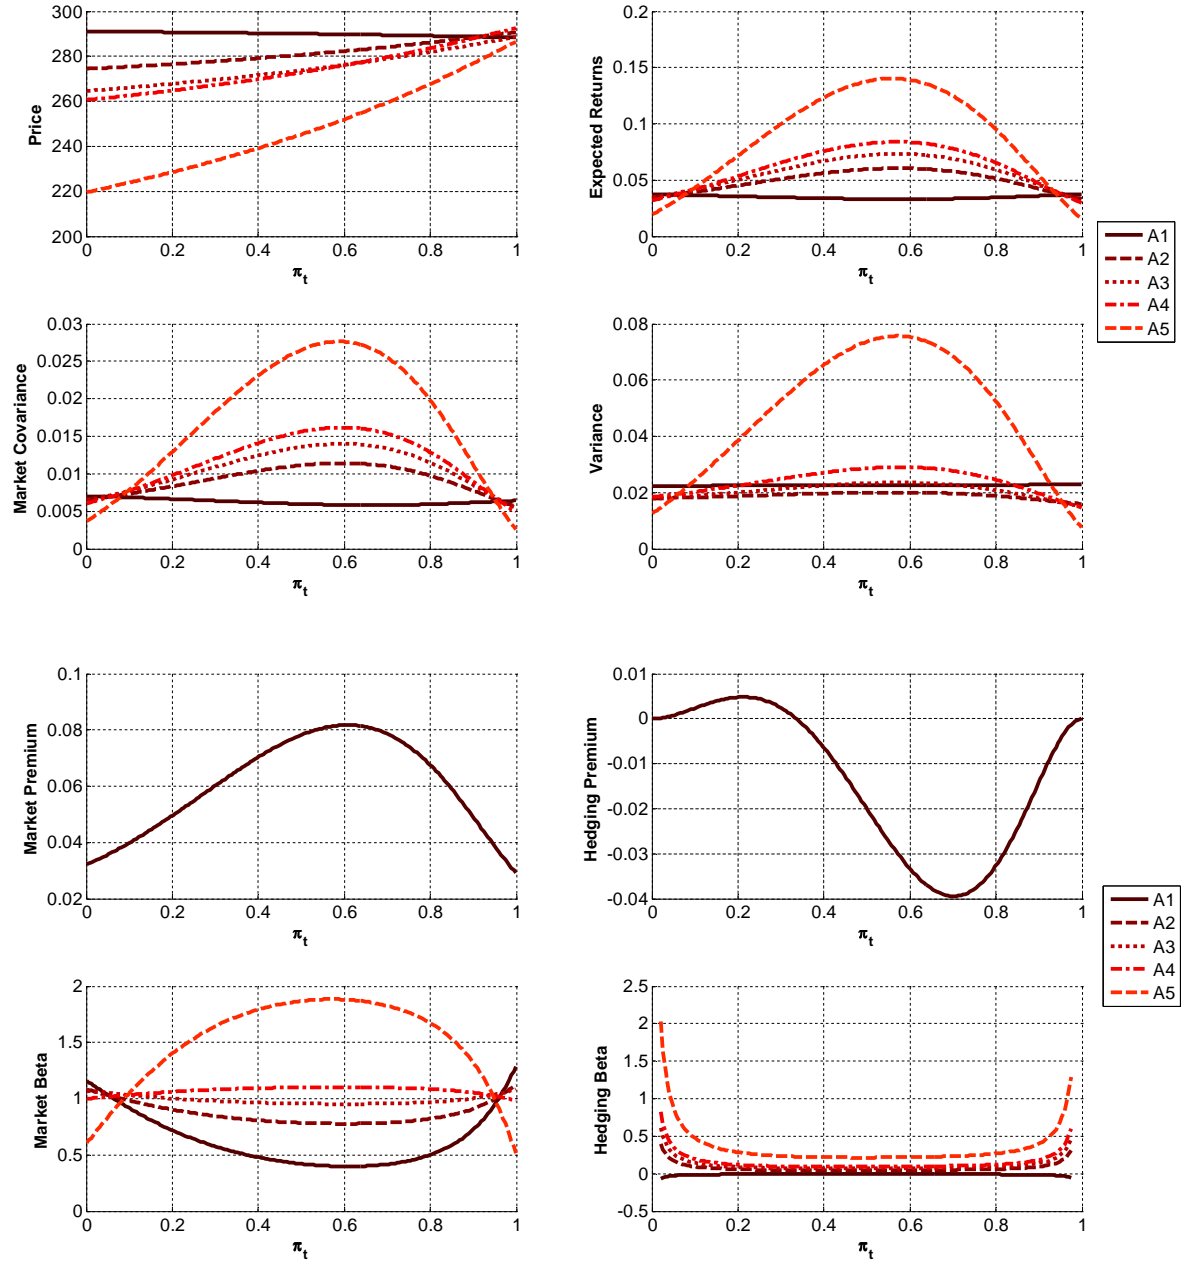 300
280
260
240
220
200
Price
0 0.2 0.4 0.6 0.8 1
π_t
0.2
0.15
0.1
0.05
0
Expected Returns
0 0.2 0.4 0.6 0.8 1
π_t
A1
A2
A3
A4
A5
0.03
0.025
0.02
0.015
0.01
0.005
0
Market Covariance
0 0.2 0.4 0.6 0.8 1
π_t
0.08
0.06
0.04
0.02
0
Variance
0 0.2 0.4 0.6 0.8 1
π_t
0.1
0.08
0.06
0.04
0.02
Market Premium
0 0.2 0.4 0.6 0.8 1
π_t
0.01
0
-0.01
-0.02
-0.03
-0.04
Hedging Premium
0 0.2 0.4 0.6 0.8 1
π_t
A1
A2
A3
A4
A5
2
1.5
1
0.5
0
Market Beta
0 0.2 0.4 0.6 0.8 1
π_t
2.5
2
1.5
1
0.5
0
-0.5
Hedging Beta
0 0.2 0.4 0.6 0.8 1
π_t